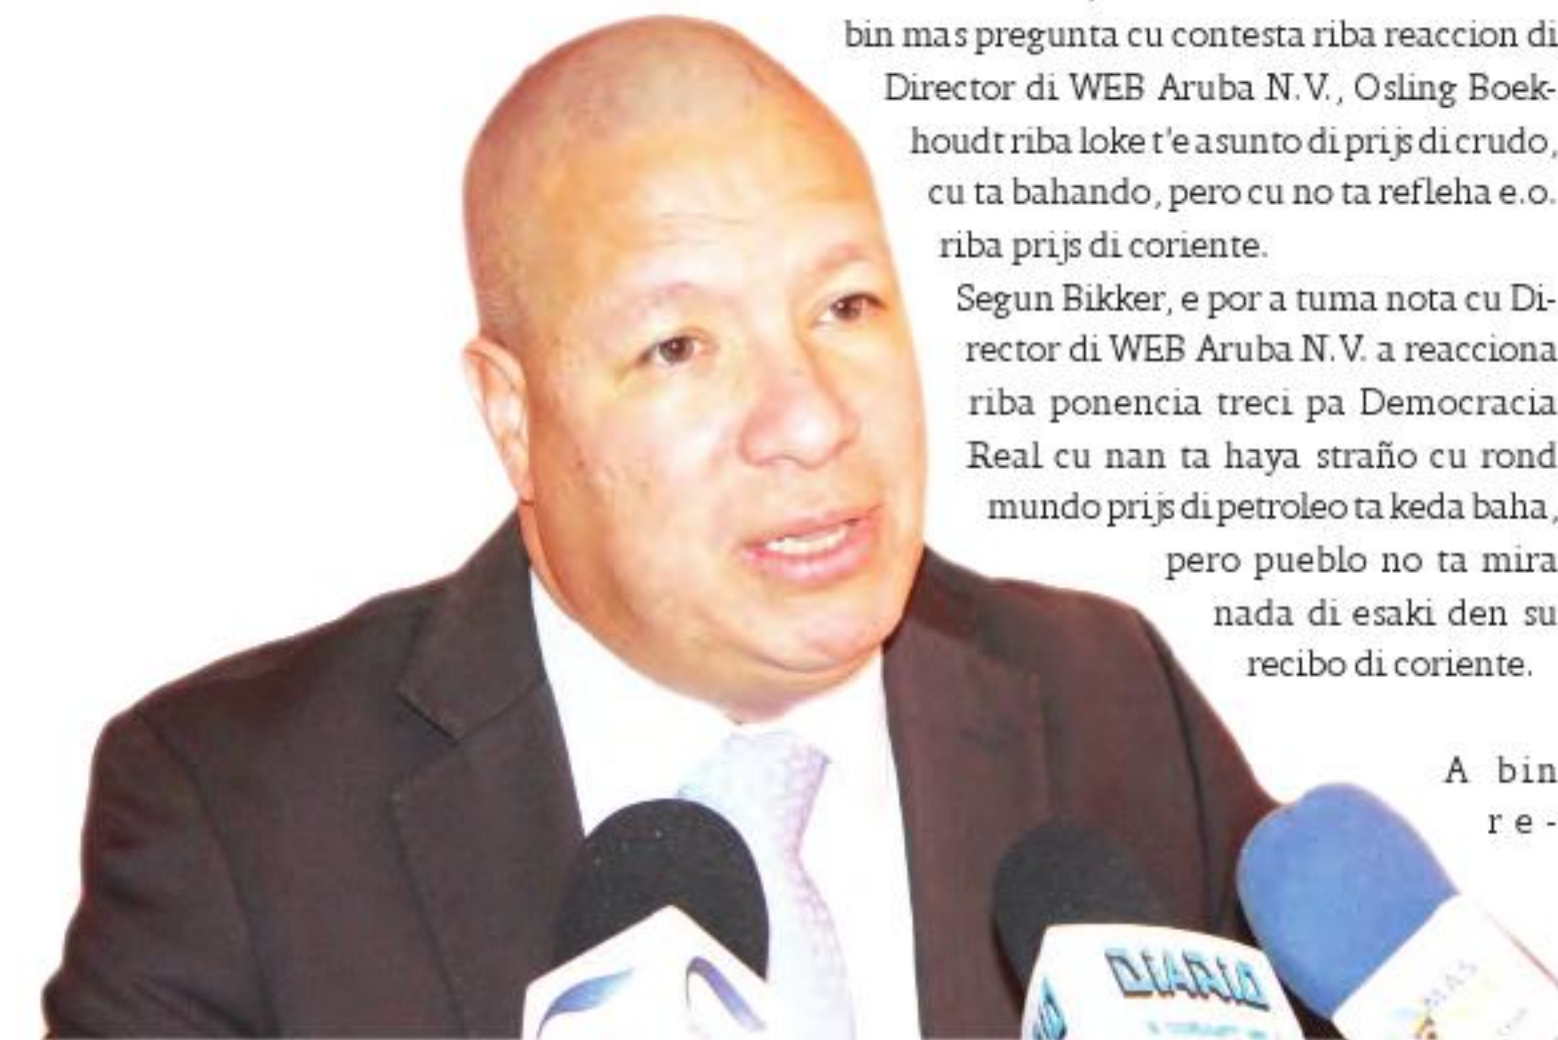 bin mas pregunta cu contesta riba reaccion di
Director di WEB Aruba N.V., Osling Boek-
houdt riba loke t'e asunto di prijs di crudo,
cu ta bahando, pero cu no ta refleha e.o.
riba prijs di coriente.
Segun Bikker, e por a tuma nota cu Di-
rector di WEB Aruba N.V. a reacciona
riba ponencia treci pa Democracia
Real cu nan ta haya straño cu rond
mundo prijs di petroleo ta keda baha,
pero pueblo no ta mira
nada di esaki den su
recibo di coriente.
A bin
re-
DIARIO